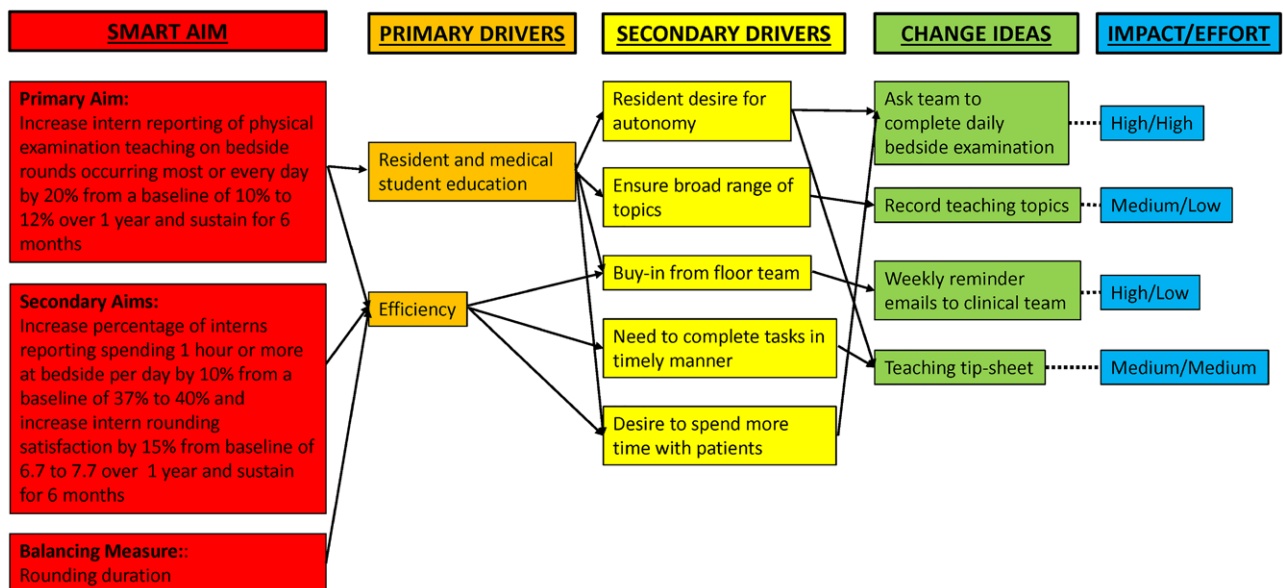 SMART AIM
PRIMARY DRIVERS
SECONDARY DRIVERS
CHANGE IDEAS
IMPACT/EFFORT
Primary Aim:
Increase intern reporting of physical
examination teaching on bedside
rounds occurring most or every day
by 20% from a baseline of 10% to
12% over 1 year and sustain for 6
months
Secondary Aims:
Increase percentage of interns
reporting spending 1 hour or more
at bedside per day by 10% from a
baseline of 37% to 40% and
increase intern rounding
satisfaction by 15% from baseline of
6.7 to 7.7 over 1 year and sustain
for 6 months
Balancing Measure::
Rounding duration
Resident and medical
student education
Efficiency
Resident desire for
autonomy
Ensure broad range of
topics
Buy-in from floor team
Need to complete tasks in
timely manner
Desire to spend more
time with patients
Ask team to
complete daily
bedside examination
Record teaching topics
Weekly reminder
emails to clinical team
Teaching tip-sheet
High/High
Medium/Low
High/Low
Medium/Medium